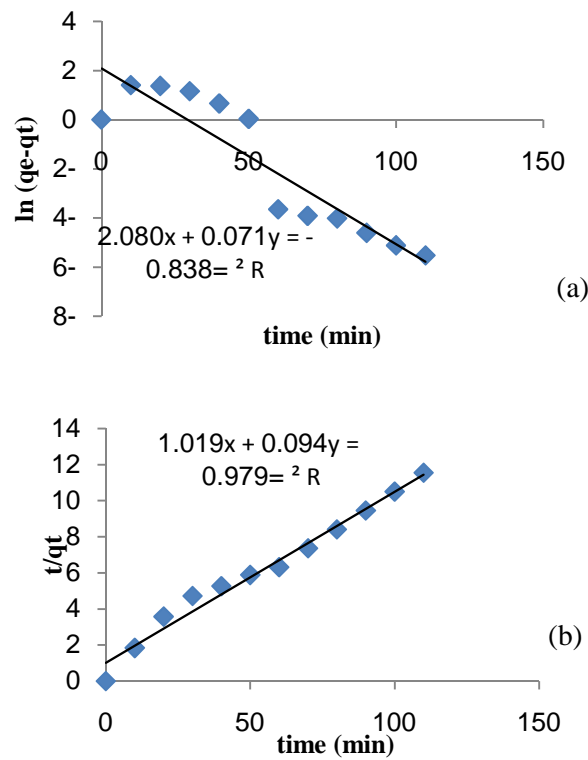 4
2
0
2-
4-
6-
8-
0
50
100
150
ln (qe-qt)
2.080x + 0.071y = -
0.838= ² R
time (min)
(a)
14
12
10
8
6
4
2
0
0
50
100
150
t/qt
1.019x + 0.094y =
0.979= ² R
time (min)
(b)